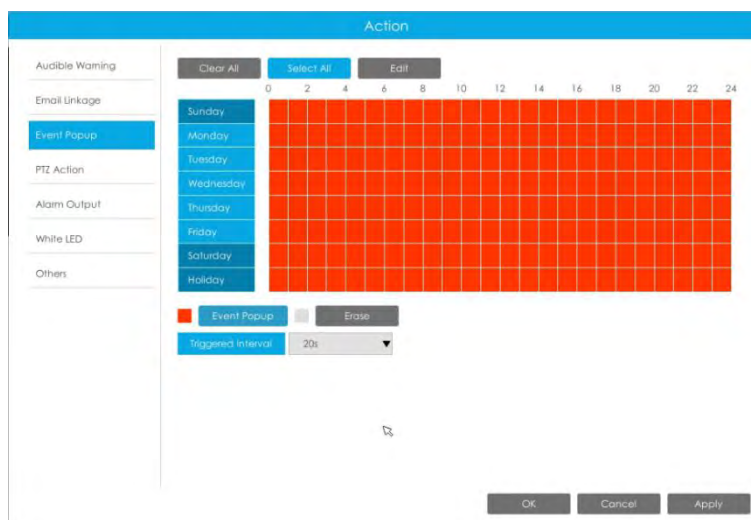 Action
Audible Warning
Email Linkage
Event Popup
PTZ Action
Alarm Output
White LED
Others
Clear All Select All Edit
0 2 4 6 8 10 12 14 16 18 20 22 24
Sunday
Monday
Tuesday
Wednesday
Thursday
Friday
Saturday
Holiday
Event Popup Erase
Triggered Interval 20s
OK Cancel Apply